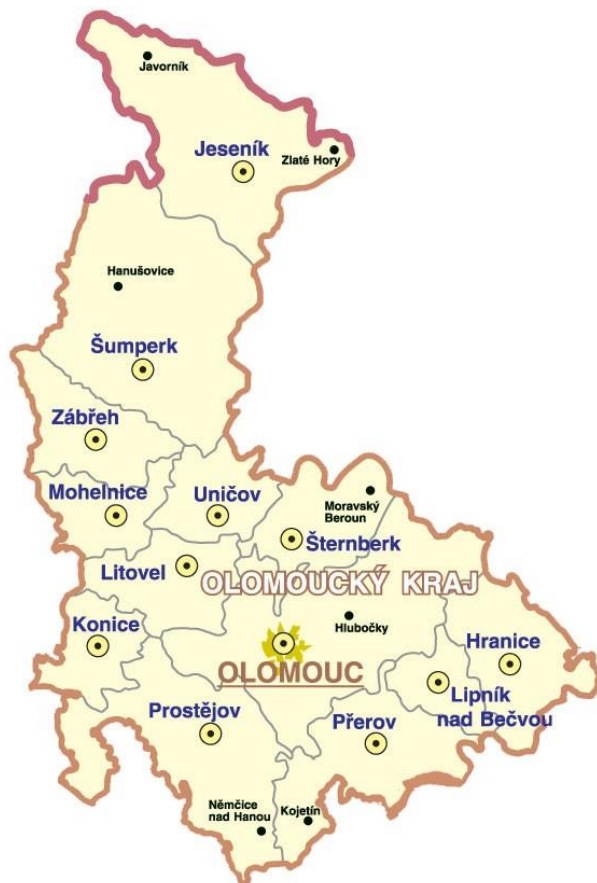 Javorník
Jeseník
Zlaté Hory
Hanušovice
Šumperk
Zábřeh
Mohelnice
Uničov
Moravský
Beroun
Šternberk
Litovel
OLOMOUCKÝ KRAJ
Konice
Hlubočky
Hranice
OLOMOUC
Lipník
nad Bečvou
Prostějov
Přerov
Němčice
nad Hanou
Kojetín